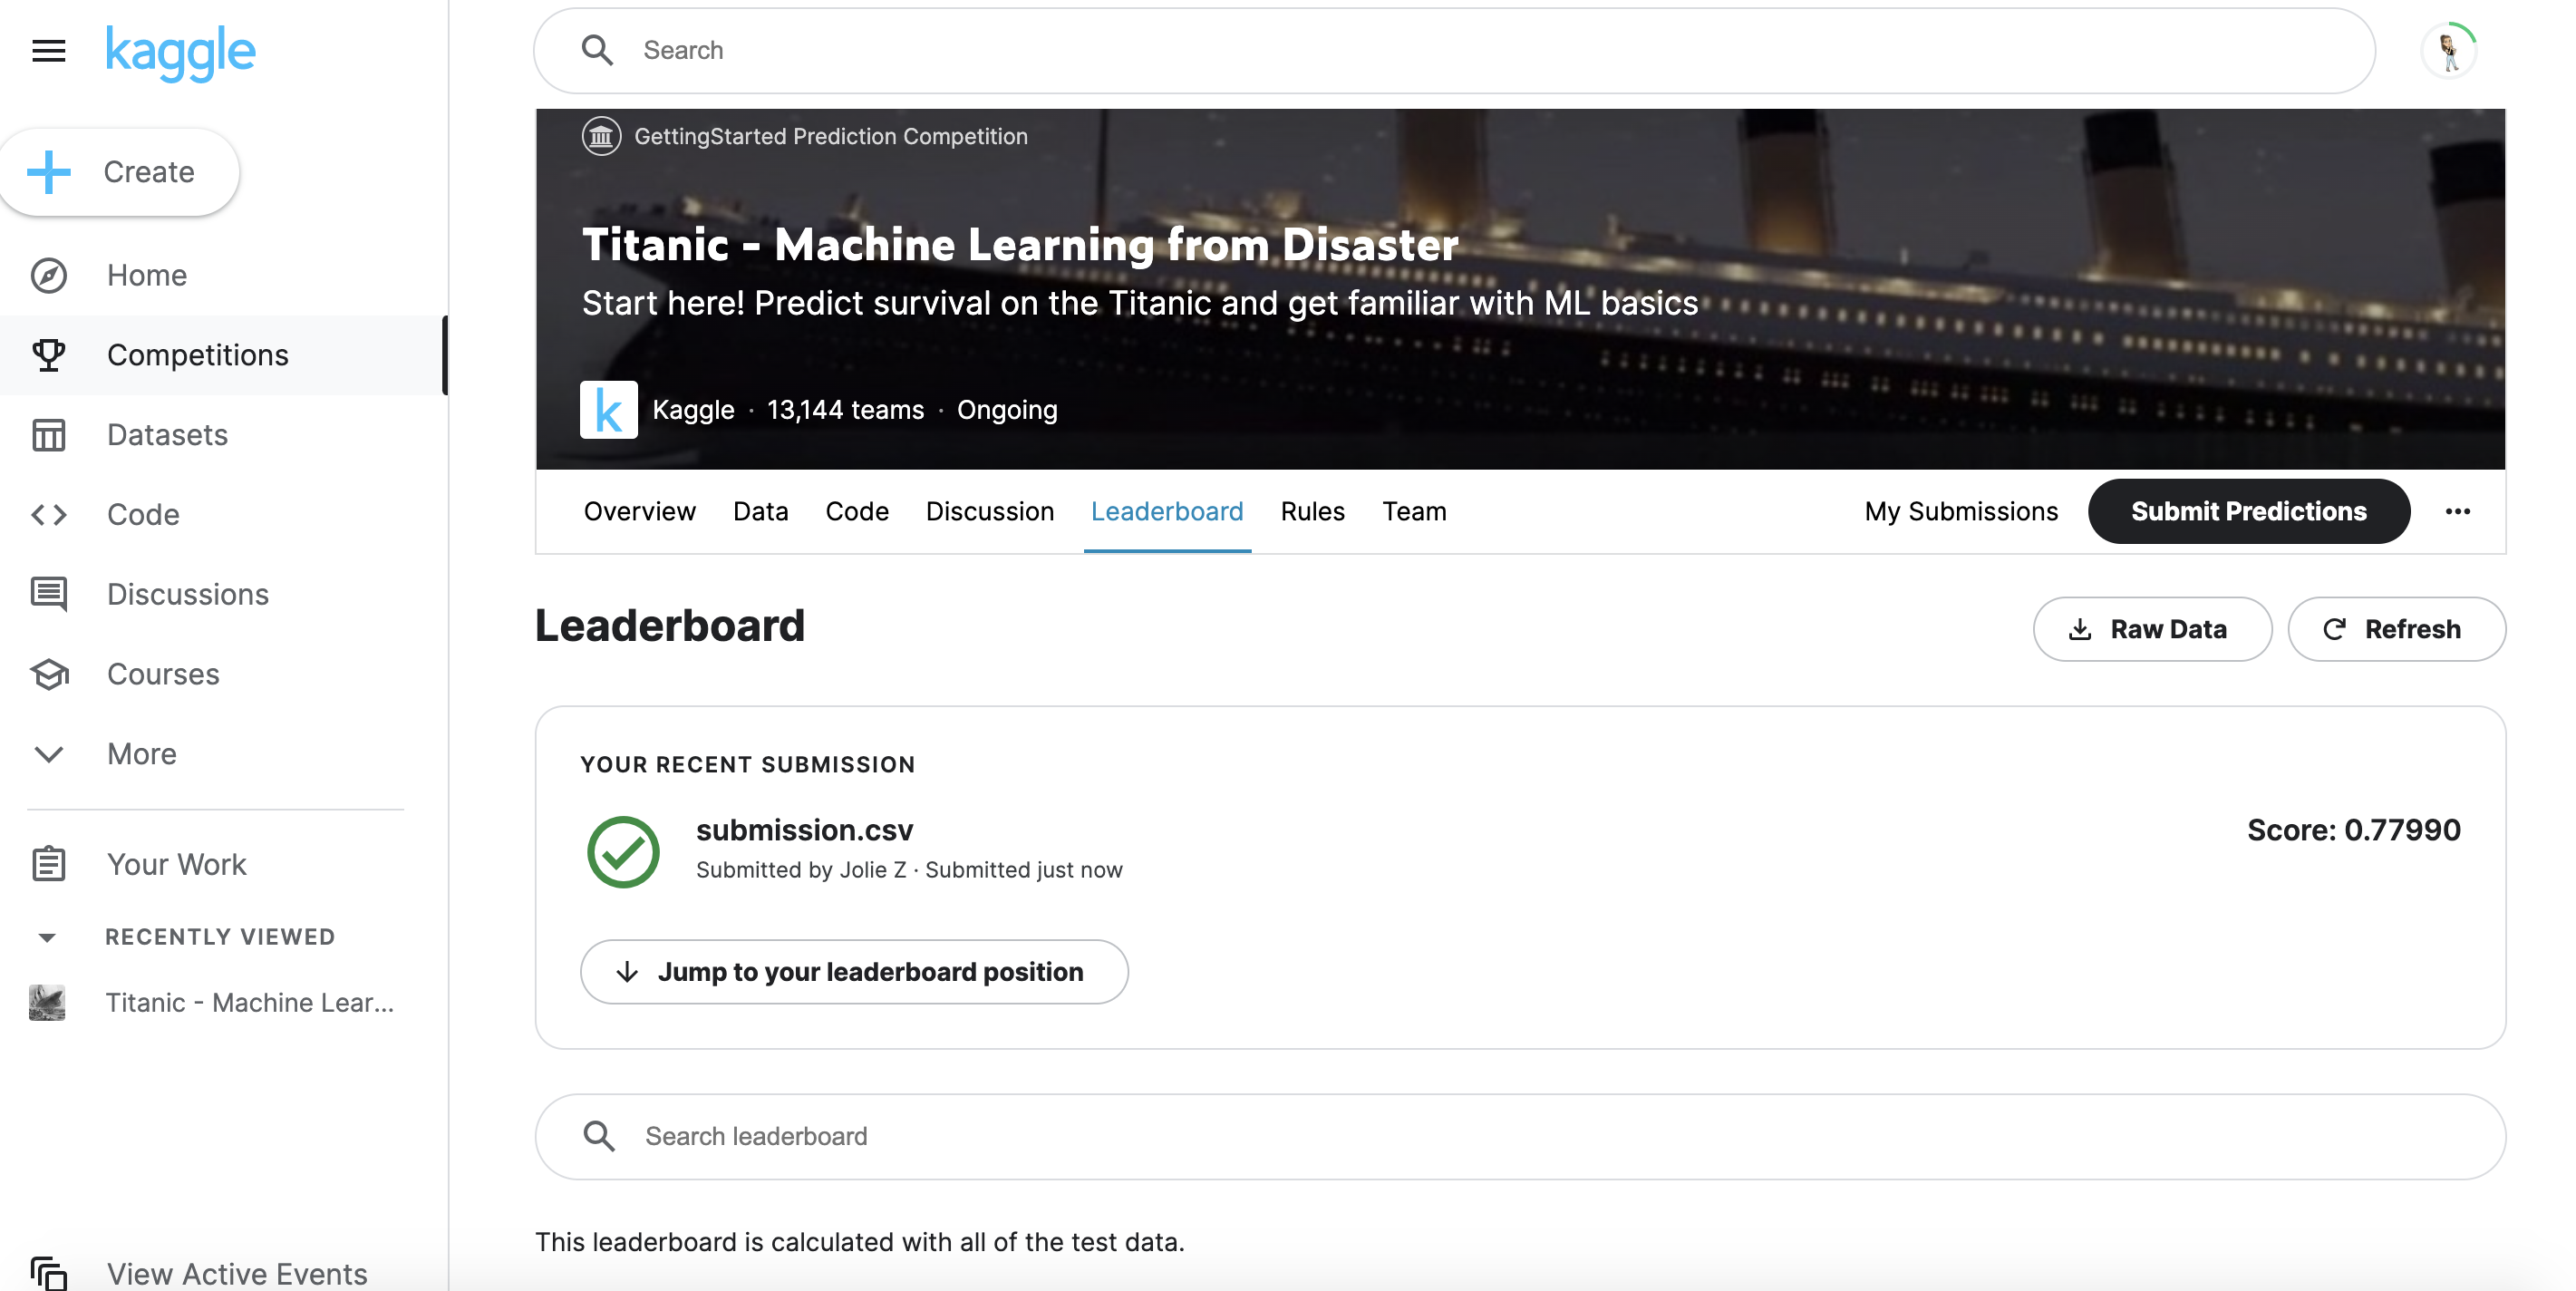 kaggle
Search
Create
Home
Competitions
Datasets
Code
Discussions
Courses
More
Your Work
RECENTLY VIEWED
Titanic - Machine Lear...
View Active Events
GettingStarted Prediction Competition
Titanic - Machine Learning from Disaster
Start here! Predict survival on the Titanic and get familiar with ML basics
k
Kaggle · 13,144 teams · Ongoing
Overview Data Code Discussion Leaderboard Rules Team My Submissions Submit Predictions
Leaderboard
Raw Data Refresh
YOUR RECENT SUBMISSION
submission.csv
Submitted by Jolie Z · Submitted just now
Score: 0.77990
Jump to your leaderboard position
Search leaderboard
This leaderboard is calculated with all of the test data.